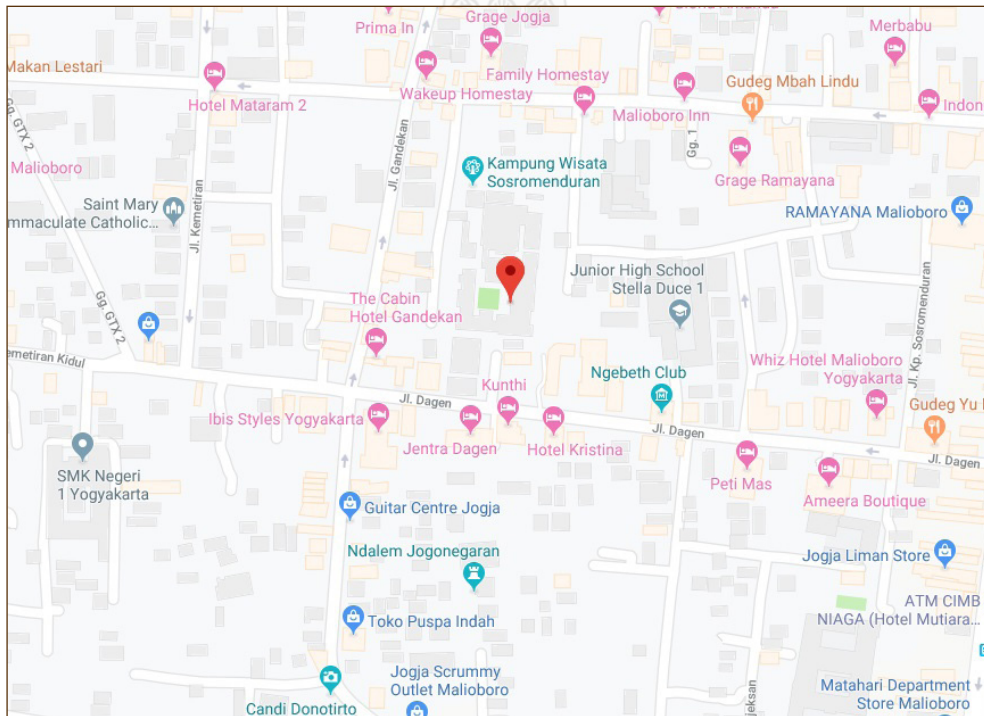 Grage Jogja
Prima In
Merbabu
Makan Lestari
Family Homestay
Gudeg Mbah Lindu
Hotel Mataram 2
Wakeup Homestay
Malioboro Inn
Indon
Gg. GTX 2
Jl. Gandekan
Gg. 1
Malioboro
Kampung Wisata
Sosromenduran
Grage Ramayana
Saint Mary
mmaculate Catholic...
Jl. Kemetiran
RAMAYANA Malioboro
Junior High School
Stella Duce 1
Gg. GTX 2
The Cabin
Hotel Gandekan
Jl. Kp. Sosromenduran
emetiran Kidul
Whiz Hotel Malioboro
Yogyakarta
Ngebeth Club
Kunthi
Jl. Dagen
Ibis Styles Yogyakarta
Gudeg Yu
Jentra Dagen
Hotel Kristina
Jl. Dagen
Jl. Dagen
SMK Negeri
1 Yogyakarta
Peti Mas
Ameera Boutique
Guitar Centre Jogja
Ndalem Jogonegaran
Jogja Liman Store
ATM CIMB
NIAGA (Hotel Mutiara...
Toko Puspa Indah
Jogja Scrummy
Outlet Malioboro
Matahari Department
Store Malioboro
Candi Donotirto
jeksan